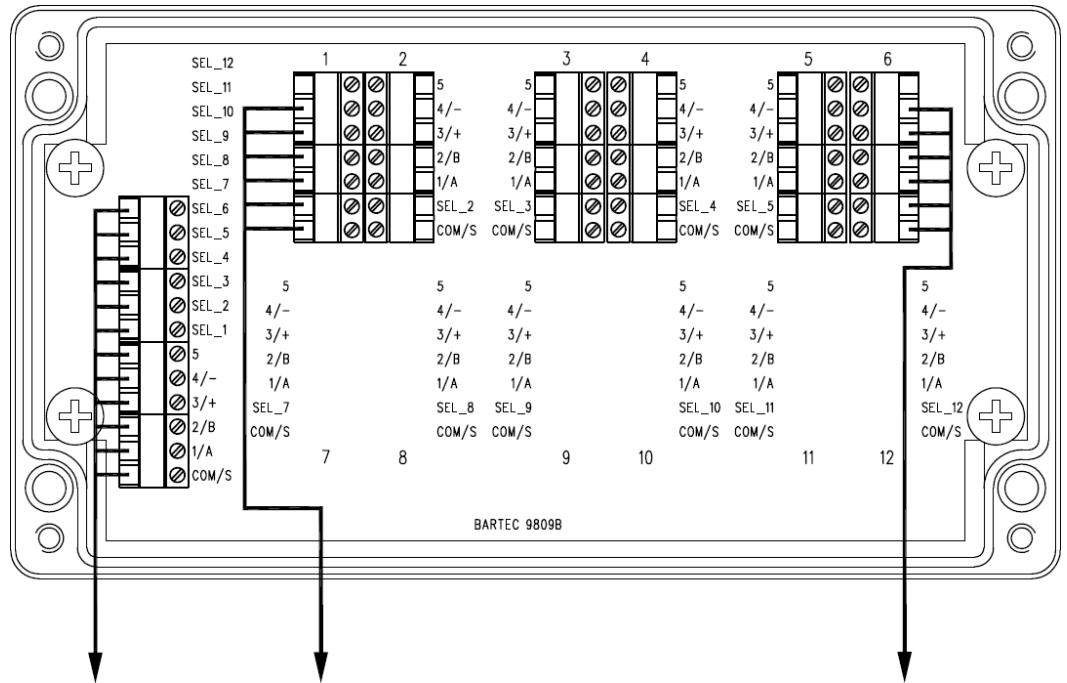 SEL_12 1 2 3 4 5 6
SEL_11 5 5 5 5
SEL_10 4/- 4/- 4/- 4/-
SEL_9 3/+ 3/+ 3/+ 3/+
SEL_8 2/B 2/B 2/B 2/B
SEL_7 1/A 1/A 1/A 1/A
SEL_6 SEL_2 SEL_3 SEL_4 SEL_5
SEL_5 COM/S COM/S COM/S COM/S
SEL_4
SEL_3 5 5 5 5 5 5
SEL_2 4/- 4/- 4/- 4/- 4/- 4/-
SEL_1 3/+ 3/+ 3/+ 3/+ 3/+ 3/+
5 2/B 2/B 2/B 2/B 2/B 2/B
4/- 1/A 1/A 1/A 1/A 1/A 1/A
3/+ SEL_7 SEL_8 SEL_9 SEL_10 SEL_11 SEL_12
2/B COM/S COM/S COM/S COM/S COM/S COM/S
1/A 7 8 9 10 11 12
COM/S
BARTEC 9809B